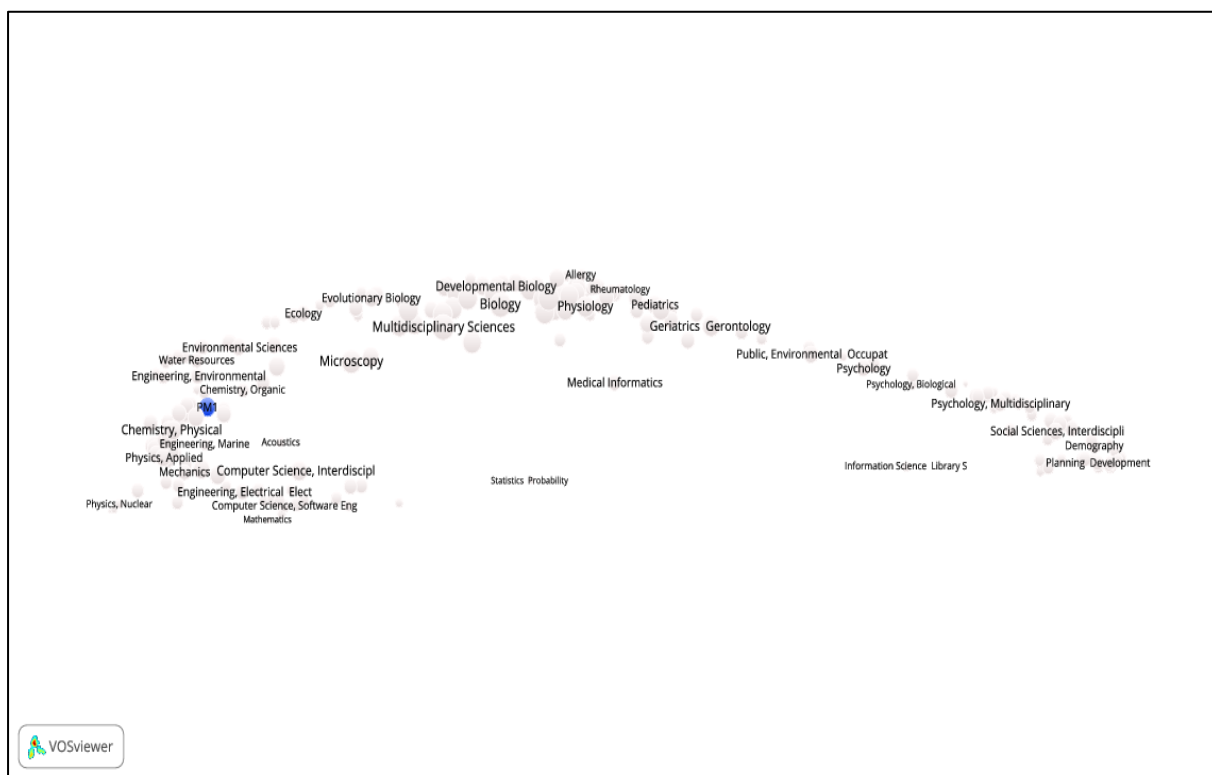 Allergy
Developmental Biology
Rheumatology
Evolutionary Biology
Biology
Physiology
Pediatrics
Ecology
Multidisciplinary Sciences
Geriatrics Gerontology
Environmental Sciences
Public, Environmental Occupat
Water Resources
Microscopy
Psychology
Engineering, Environmental
Medical Informatics
Psychology, Biological
Chemistry, Organic
PM1
Psychology, Multidisciplinary
Chemistry, Physical
Social Sciences, Interdiscipli
Engineering, Marine
Acoustics
Demography
Physics, Applied
Planning Development
Mechanics
Computer Science, Interdiscipl
Information Science Library S
Statistics Probability
Engineering, Electrical Elect
Physics, Nuclear
Computer Science, Software Eng
Mathematics
VOSviewer